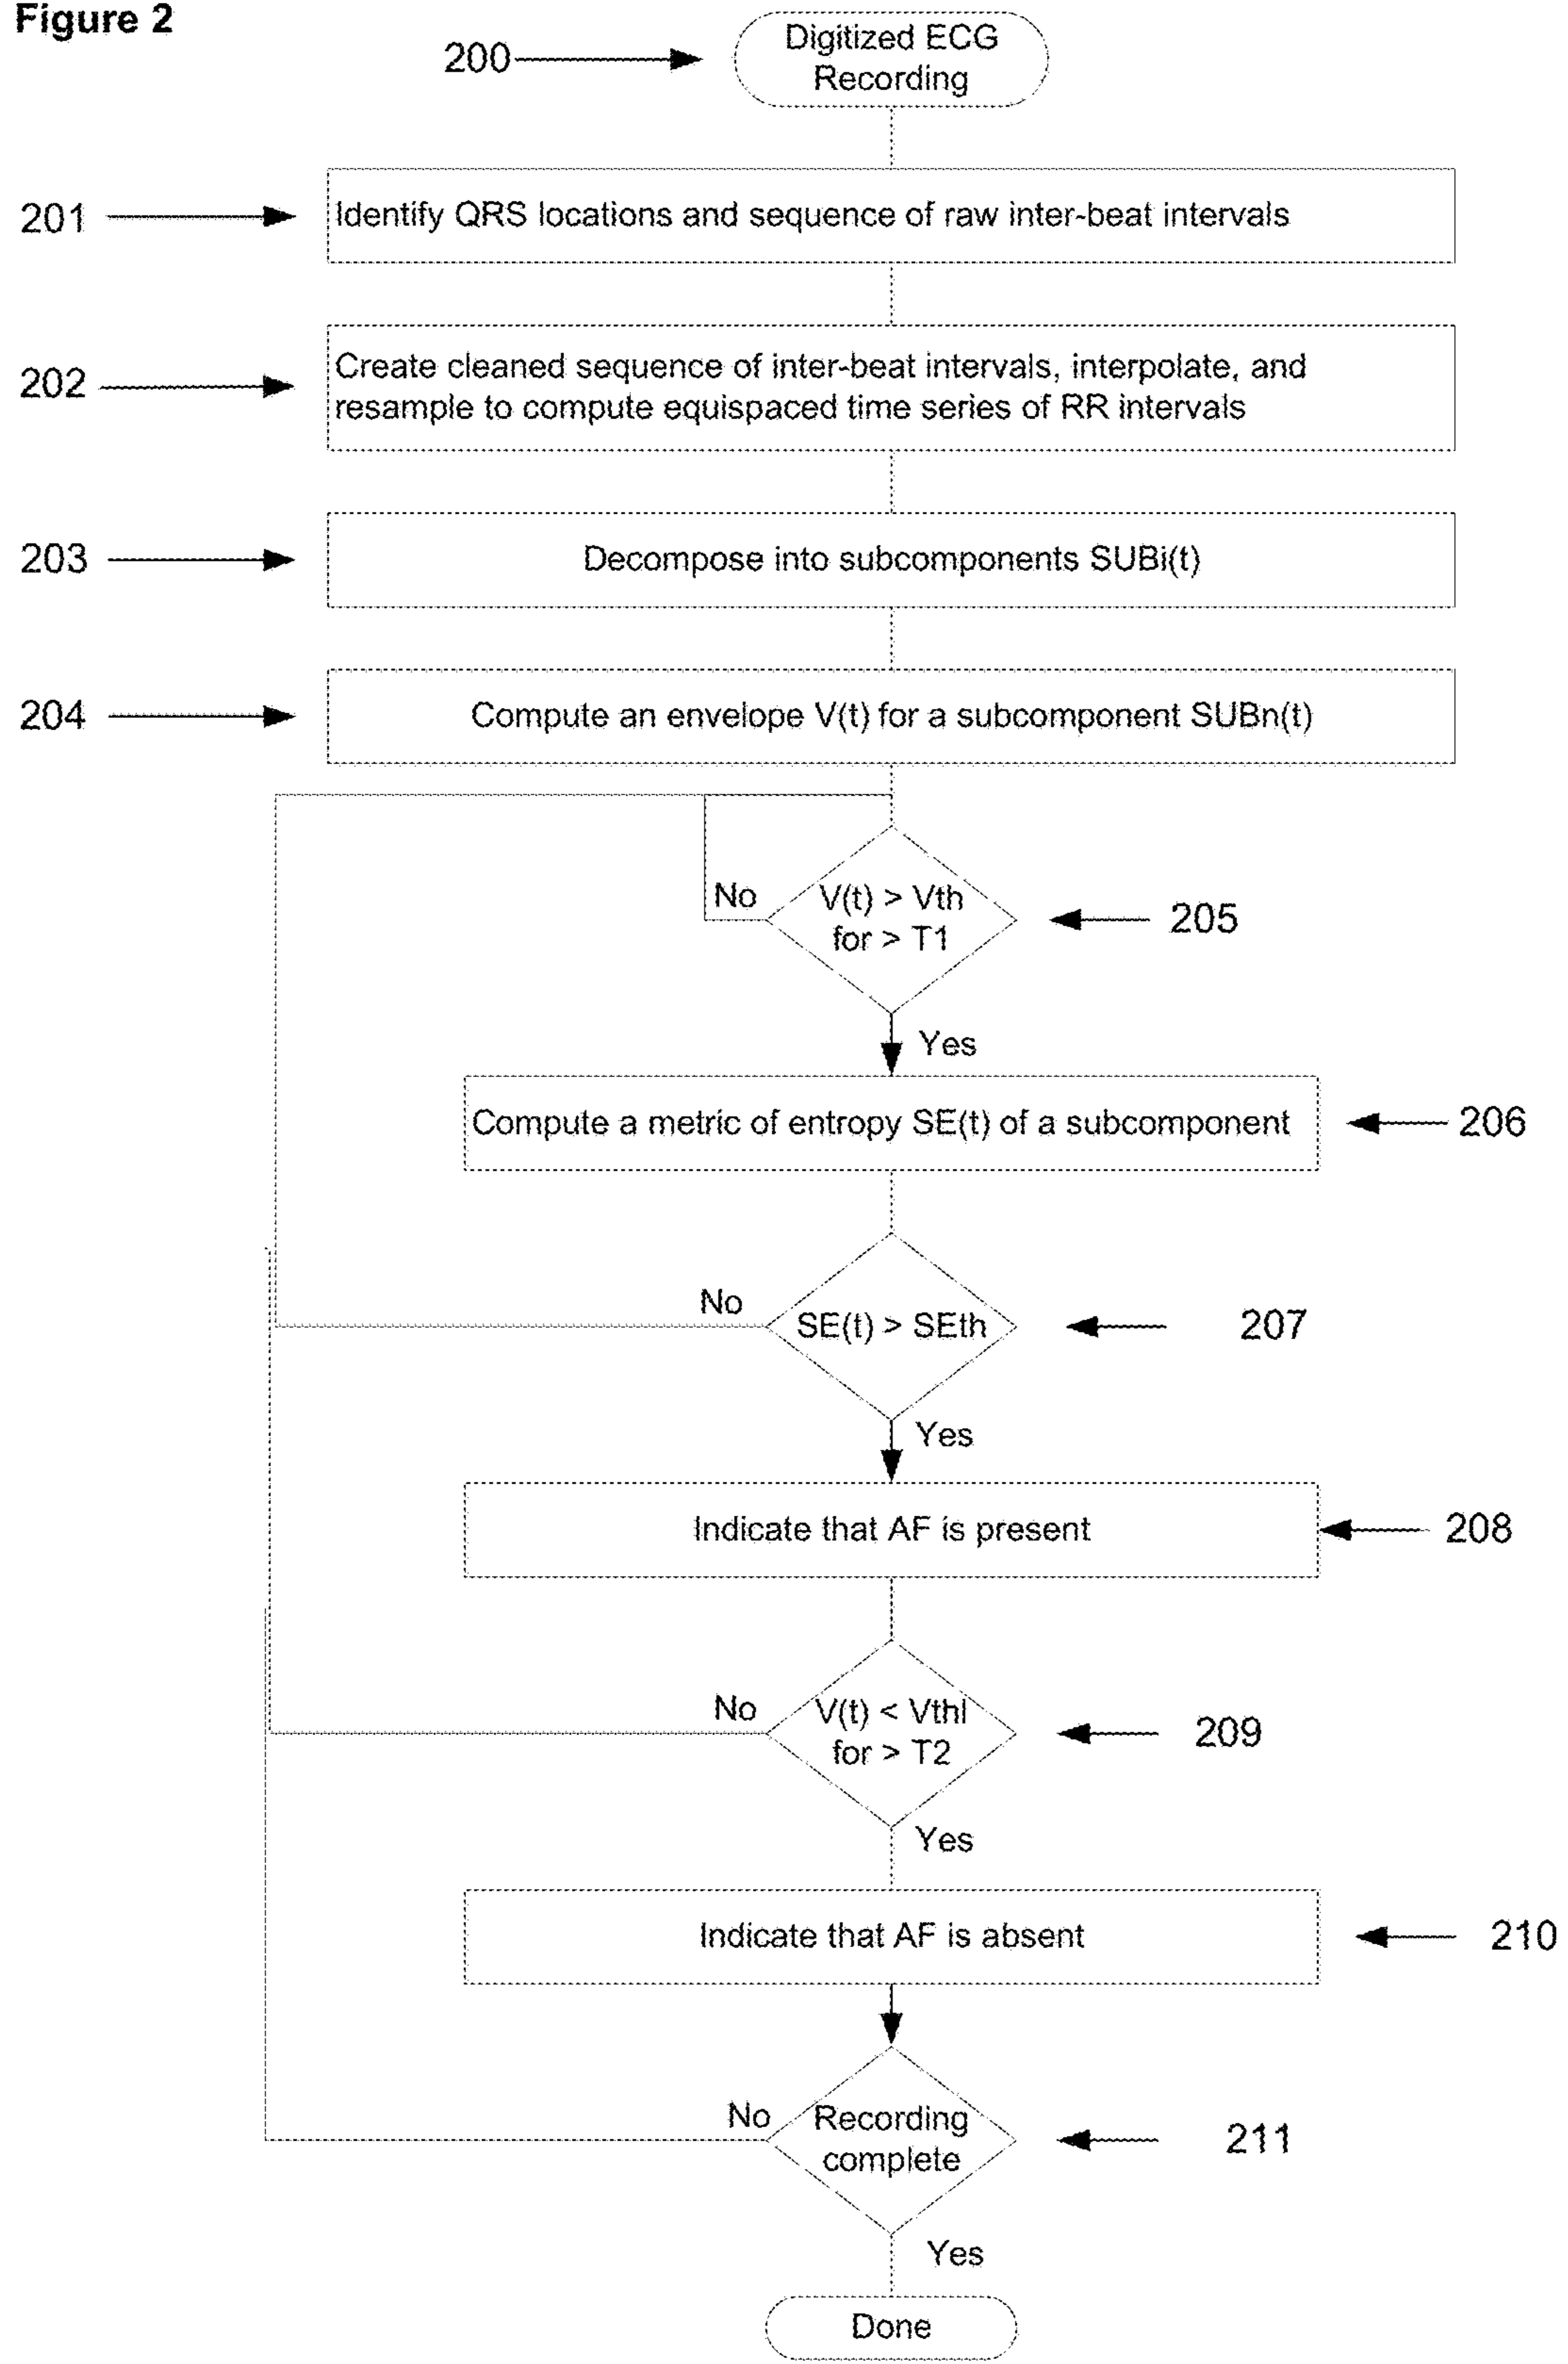 Figure 2
200
Digitized ECG
Recording
201
Identify QRS locations and sequence of raw inter-beat intervals
202
Create cleaned sequence of inter-beat intervals, interpolate, and
resample to compute equispaced time series of RR intervals
203
Decompose into subcomponents SUBi(t)
204
Compute an envelope V(t) for a subcomponent SUBn(t)
No
V(t) > Vth
for > T1
205
Yes
Compute a metric of entropy SE(t) of a subcomponent
206
No
SE(t) > SEth
207
Yes
Indicate that AF is present
208
No
V(t) < Vthl
for > T2
209
Yes
Indicate that AF is absent
210
No
Recording
complete
211
Yes
Done